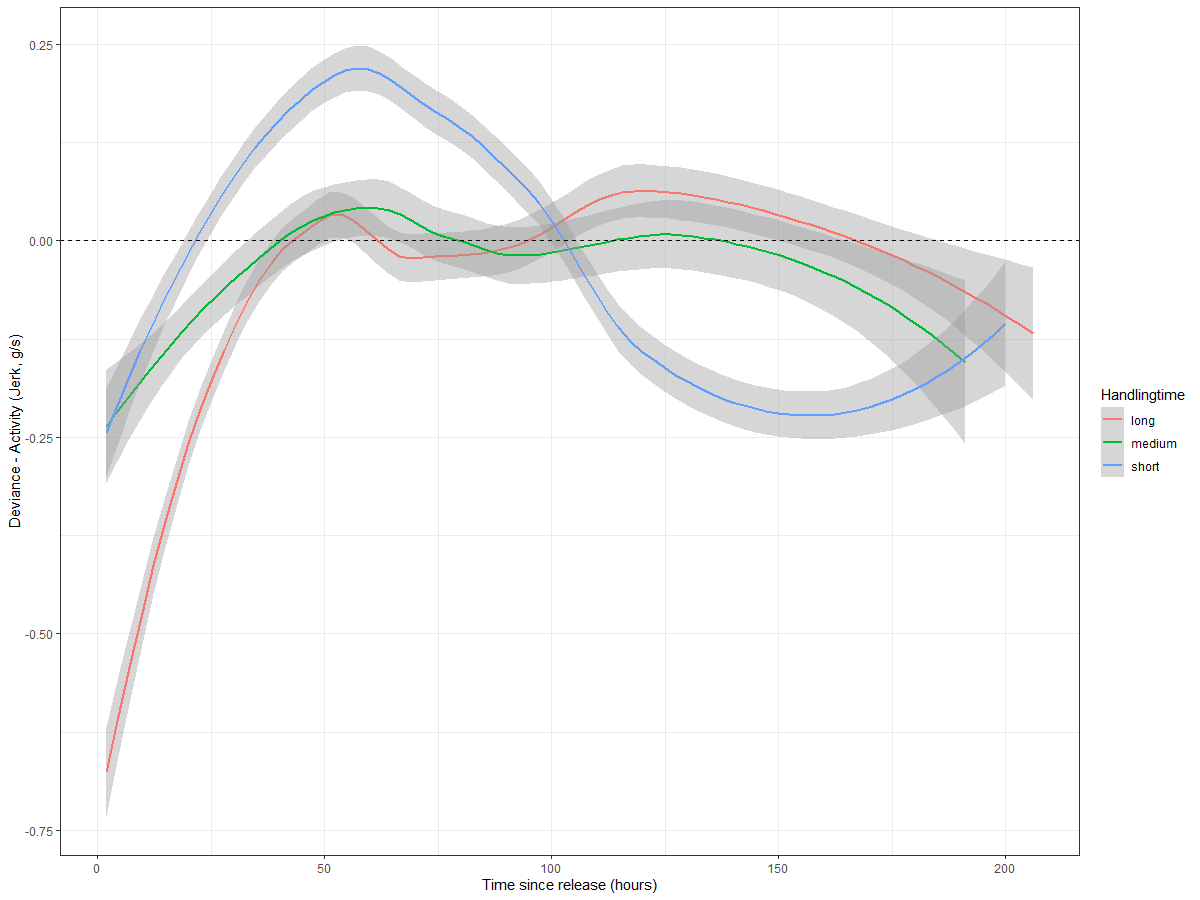 0.25
0.00
-0.25
-0.50
-0.75
Deviance - Activity (Jerk, g/s)
0 50 100 150 200
Time since release (hours)
Handlingtime
long
medium
short